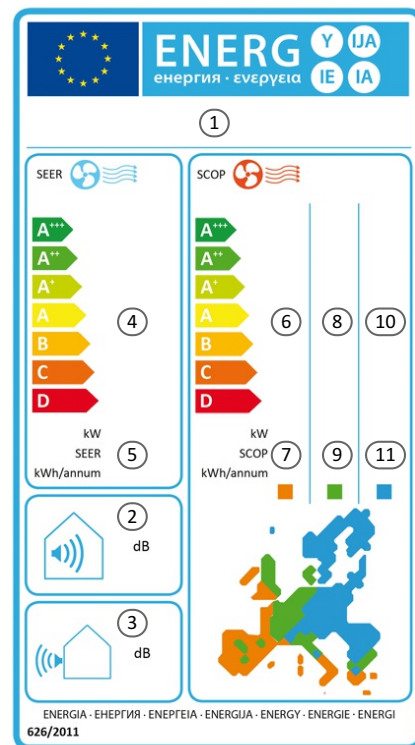 ENERG Y IJA
енергия · ενεργεια IE IA
1
SEER
A+++
A++
A+
A
B
C
D
4
kW
SEER
kWh/annum
5
SCOP
A+++
A++
A+
A
B
C
D
6 8 10
kW
SCOP
kWh/annum
7 9 11
2
dB
3
dB
ENERGIA · ЕНЕРГИЯ · ΕΝΕΡΓΕΙΑ · ENERGIJA · ENERGY · ENERGIE · ENERGI
626/2011